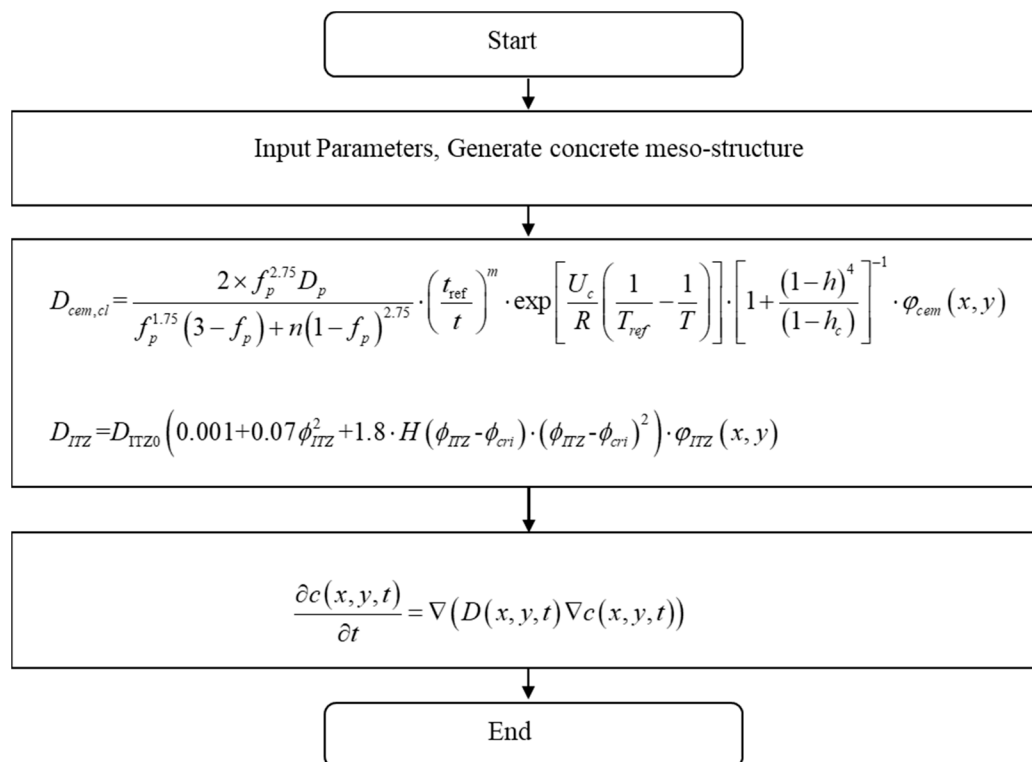 Start
Input Parameters, Generate concrete meso-structure
D_{cem,cl} = \frac{2 \times f_p^{2.75} D_p}{f_p^{1.75}(3 - f_p) + n(1 - f_p)^{2.75}} \cdot \left(\frac{t_{ref}}{t}\right)^m \cdot \exp\left[\frac{U_c}{R}\left(\frac{1}{T_{ref}} - \frac{1}{T}\right)\right] \cdot \left[1 + \frac{(1-h)^4}{(1-h_c)}\right]^{-1} \cdot \varphi_{cem}(x, y)
D_{ITZ} = D_{ITZ0}\left(0.001 + 0.07\phi_{ITZ}^2 + 1.8 \cdot H(\phi_{ITZ} - \phi_{cri}) \cdot (\phi_{ITZ} - \phi_{cri})^2\right) \cdot \varphi_{ITZ}(x, y)
\frac{\partial c(x, y, t)}{\partial t} = \nabla(D(x, y, t) \nabla c(x, y, t))
End